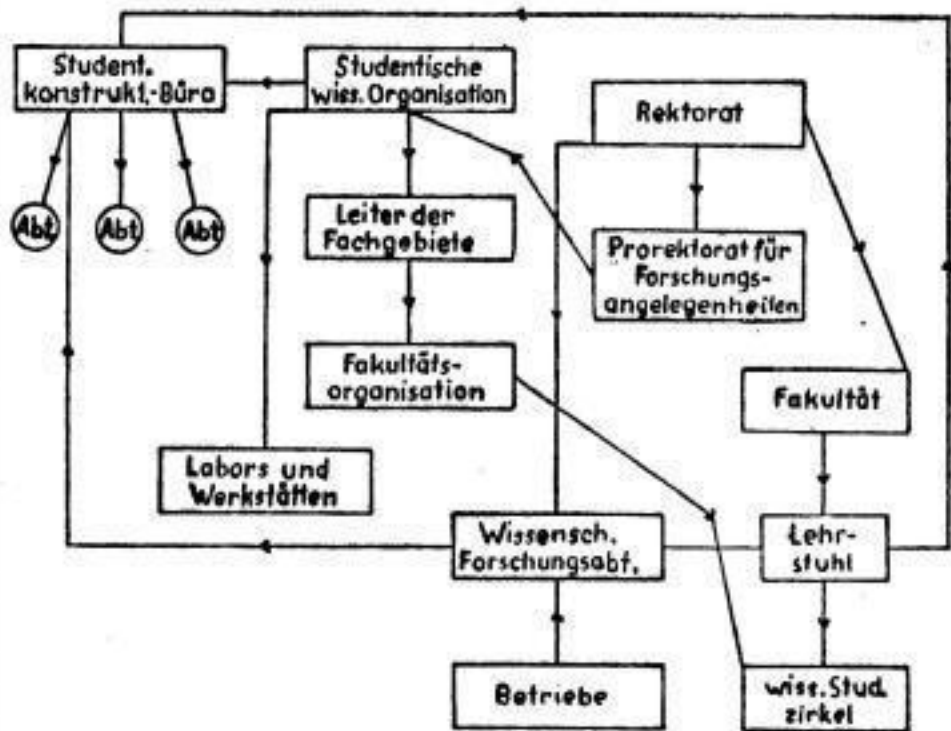 Student.
konstrukt.-Büro
Studentische
wiss. Organisation
Rektorat
Abt
Abt
Abt
Leiter der
Fachgebiete
Prorektorat für
Forschungs-
angelegenheilen
Fakultäts-
organisation
Fakultät
Labors und
Werkstätten
Wissensch.
Forschungsabt.
Lehr-
stuhl
Betriebe
wiss. Stud.
zirkel